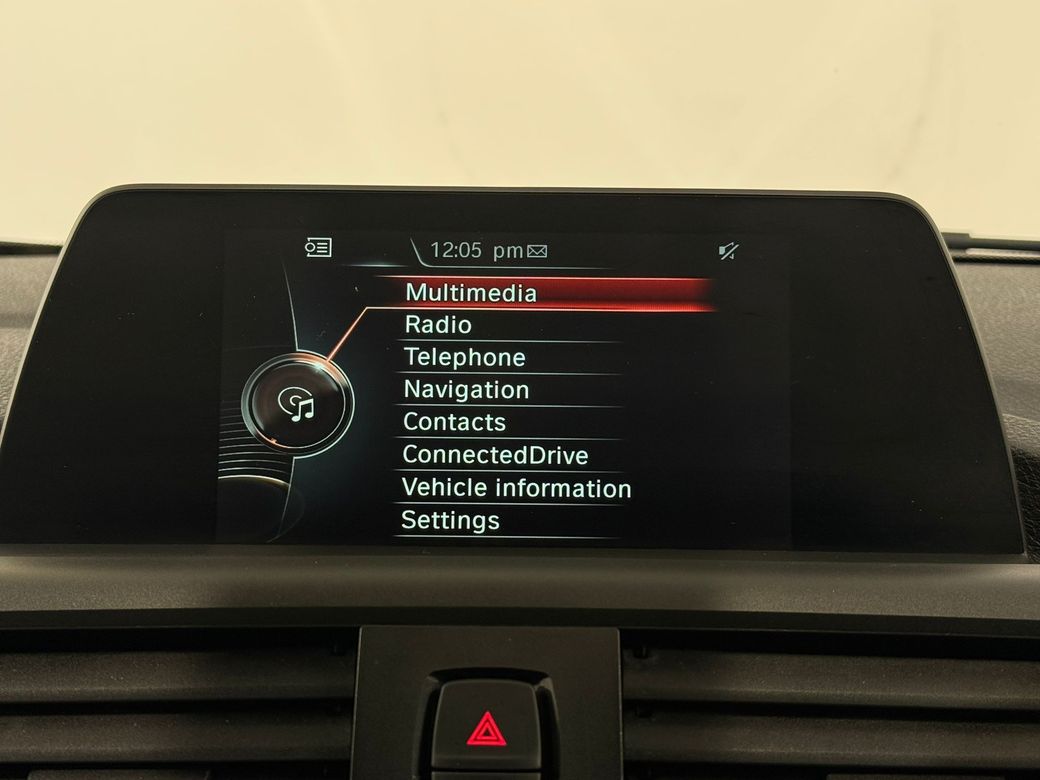 12:05 pm
Multimedia
Radio
Telephone
Navigation
Contacts
ConnectedDrive
Vehicle information
Settings